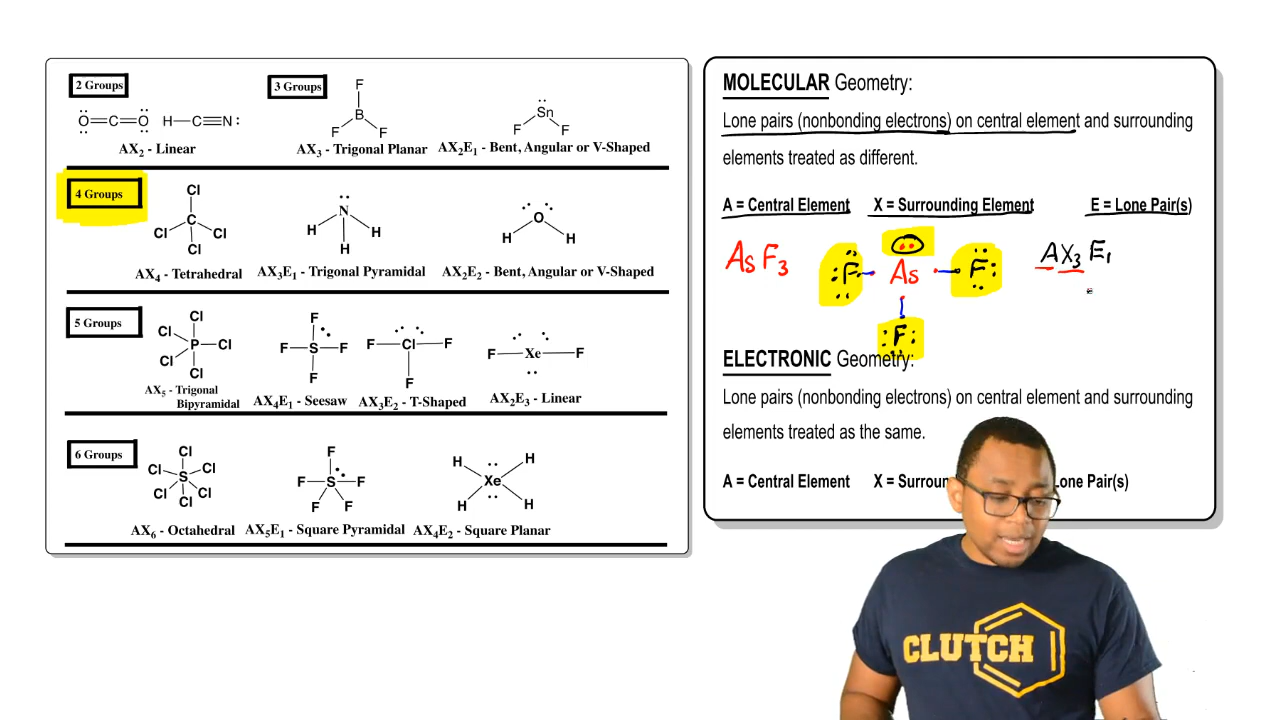 2 Groups
3 Groups
O=C=O H—C≡N:
F
B
F F
Sn
F F
AX2 - Linear
AX3 - Trigonal Planar
AX2E1 - Bent, Angular or V-Shaped
4 Groups
Cl
C
Cl Cl
Cl
N
H H
H
O
H H
AX4 - Tetrahedral
AX3E1 - Trigonal Pyramidal
AX2E2 - Bent, Angular or V-Shaped
5 Groups
Cl
Cl
P—Cl
Cl
Cl
F
F—S—F
F
F—Cl—F
F
F—Xe—F
AX5 - Trigonal
Bipyramidal
AX4E1 - Seesaw
AX3E2 - T-Shaped
AX2E3 - Linear
6 Groups
Cl
Cl Cl
S
Cl Cl
Cl
F
F—S—F
F F
H H
Xe
H H
AX6 - Octahedral
AX5E1 - Square Pyramidal
AX4E2 - Square Planar
MOLECULAR Geometry:
Lone pairs (nonbonding electrons) on central element and surrounding
elements treated as different.
A = Central Element X = Surrounding Element E = Lone Pair(s)
AsF3
:F—As—F:
:F:
AX3E1
ELECTRONIC Geometry:
Lone pairs (nonbonding electrons) on central element and surrounding
elements treated as the same.
A = Central Element X = Lone Pair(s)
CLUTCH